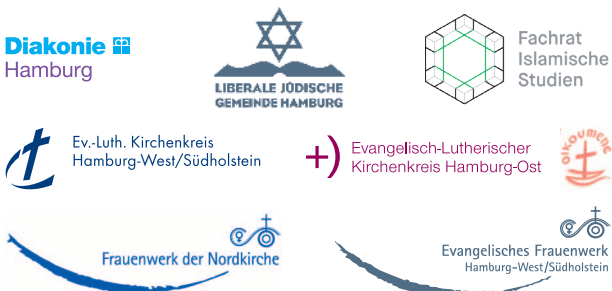 Diakonie
Hamburg
LIBERALE JÜDISCHE
GEMEINDE HAMBURG
Fachrat
Islamische
Studien
Ev.-Luth. Kirchenkreis
Hamburg-West/Südholstein
Evangelisch-Lutherischer
Kirchenkreis Hamburg-Ost
OIKOUMENE
Frauenwerk der Nordkirche
Evangelisches Frauenwerk
Hamburg-West/Südholstein